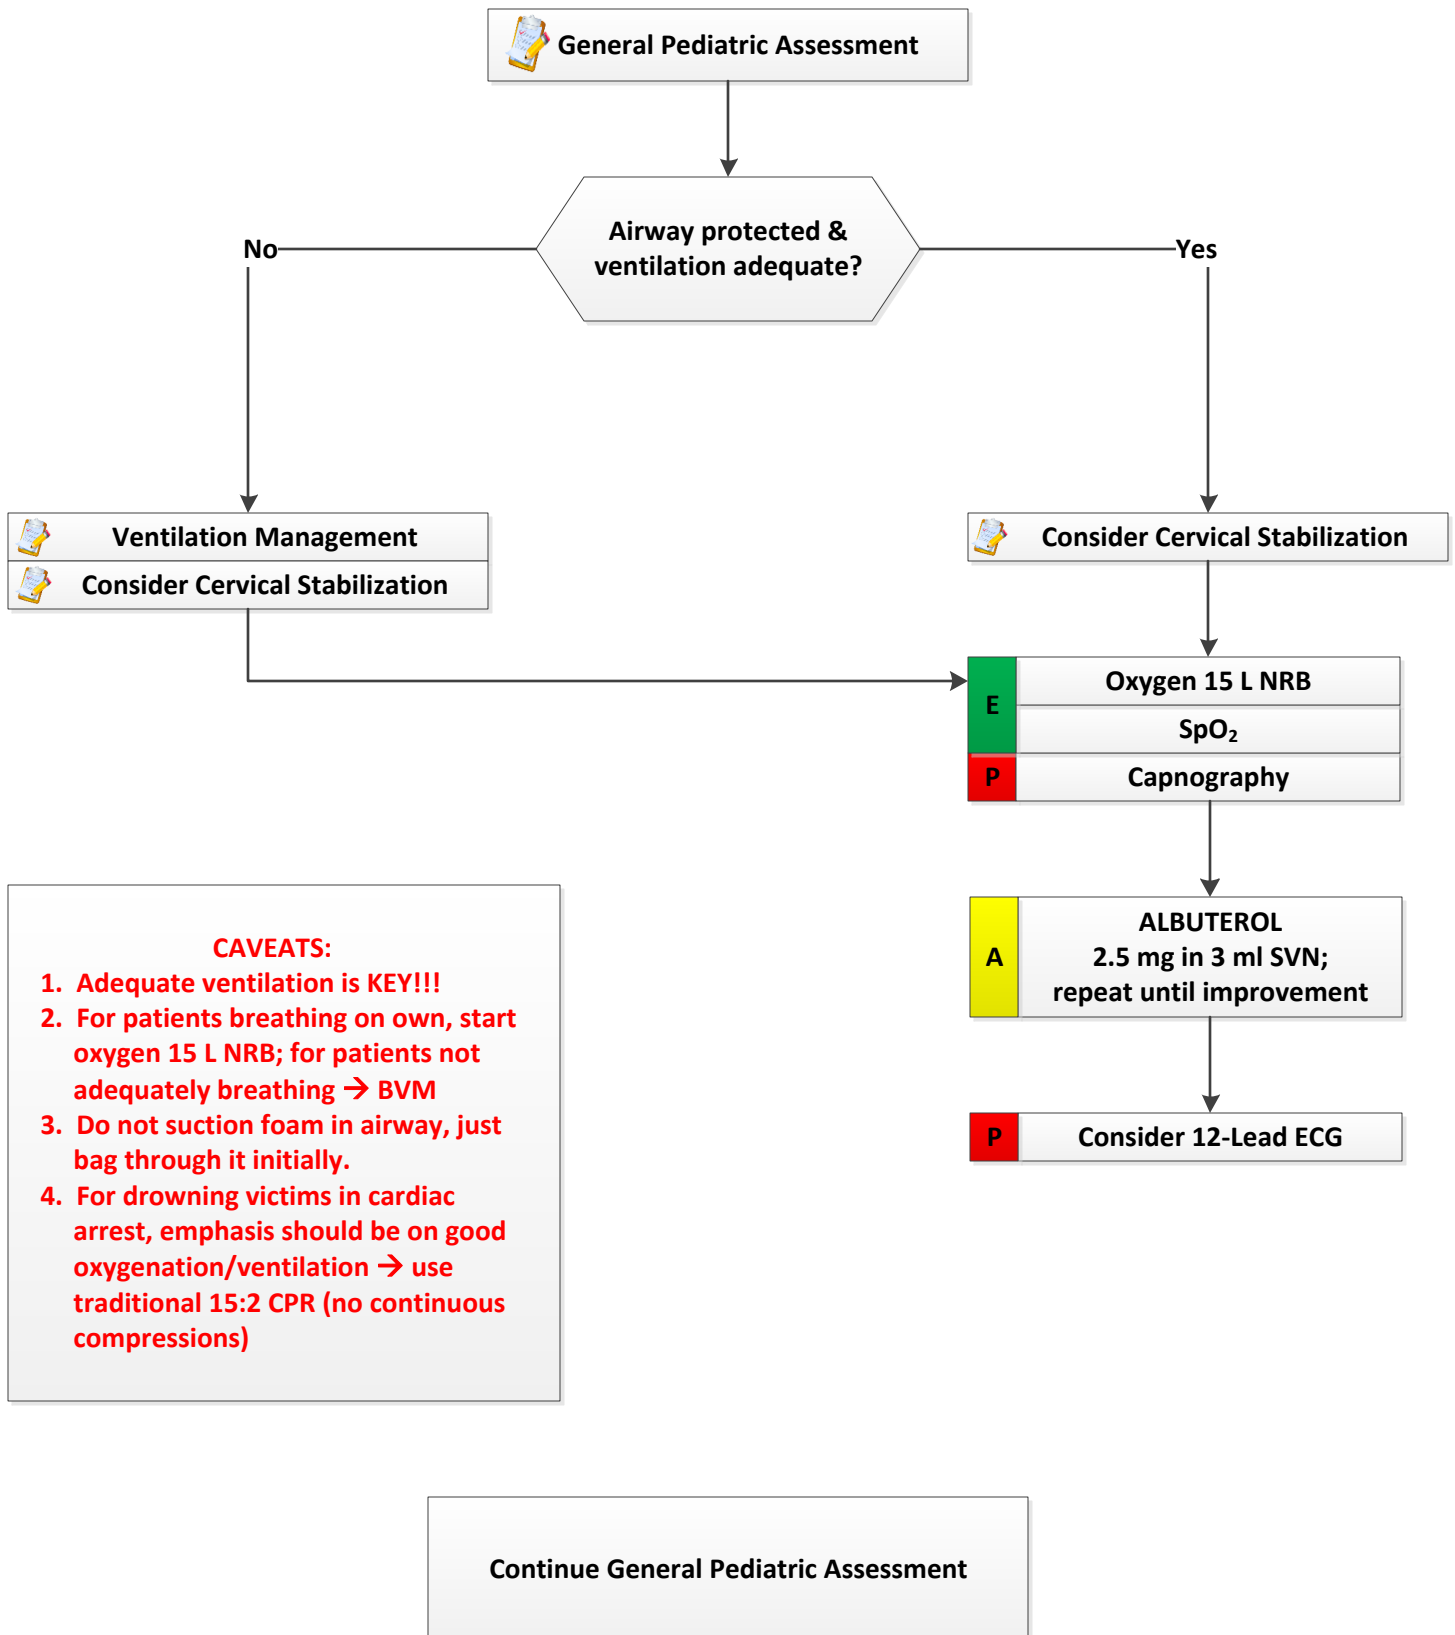 General Pediatric Assessment
Airway protected &
ventilation adequate?
No
Yes
Ventilation Management
Consider Cervical Stabilization
Consider Cervical Stabilization
E
Oxygen 15 L NRB
SpO₂
P
Capnography
A
ALBUTEROL
2.5 mg in 3 ml SVN;
repeat until improvement
P
Consider 12-Lead ECG
CAVEATS:
1. Adequate ventilation is KEY!!!
2. For patients breathing on own, start
oxygen 15 L NRB; for patients not
adequately breathing → BVM
3. Do not suction foam in airway, just
bag through it initially.
4. For drowning victims in cardiac
arrest, emphasis should be on good
oxygenation/ventilation → use
traditional 15:2 CPR (no continuous
compressions)
Continue General Pediatric Assessment